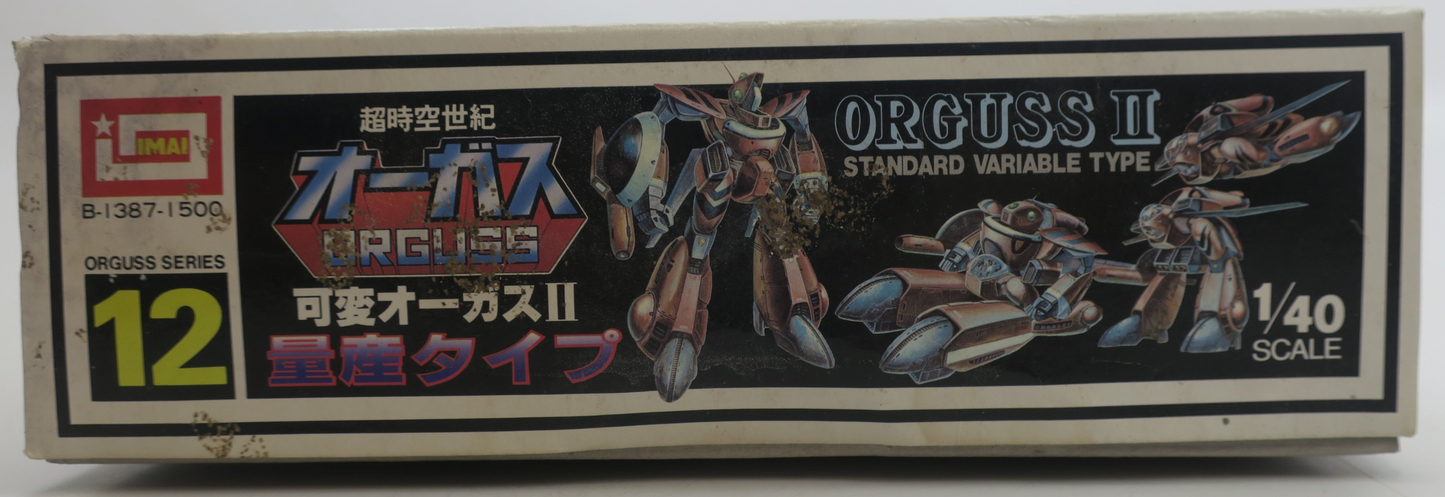 IMAI
B-1387-1500
ORGUSS SERIES
12
超時空世紀
オーガス
ORGUSS
可変オーガスII
量産タイプ
ORGUSS II
STANDARD VARIABLE TYPE
1/40
SCALE